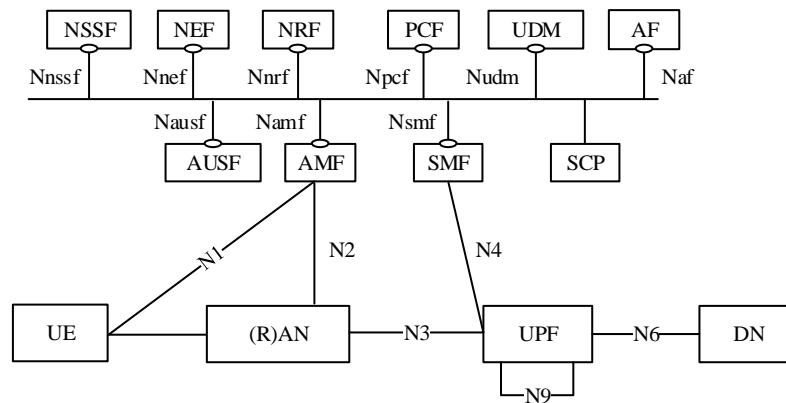 NSSF NEF NRF PCF UDM AF
Nnssf Nnef Nnrf Npcf Nudm Naf
Nausf Namf Nsmf
AUSF AMF SMF SCP
N1 N2 N4
UE (R)AN N3 UPF N6 DN
N9